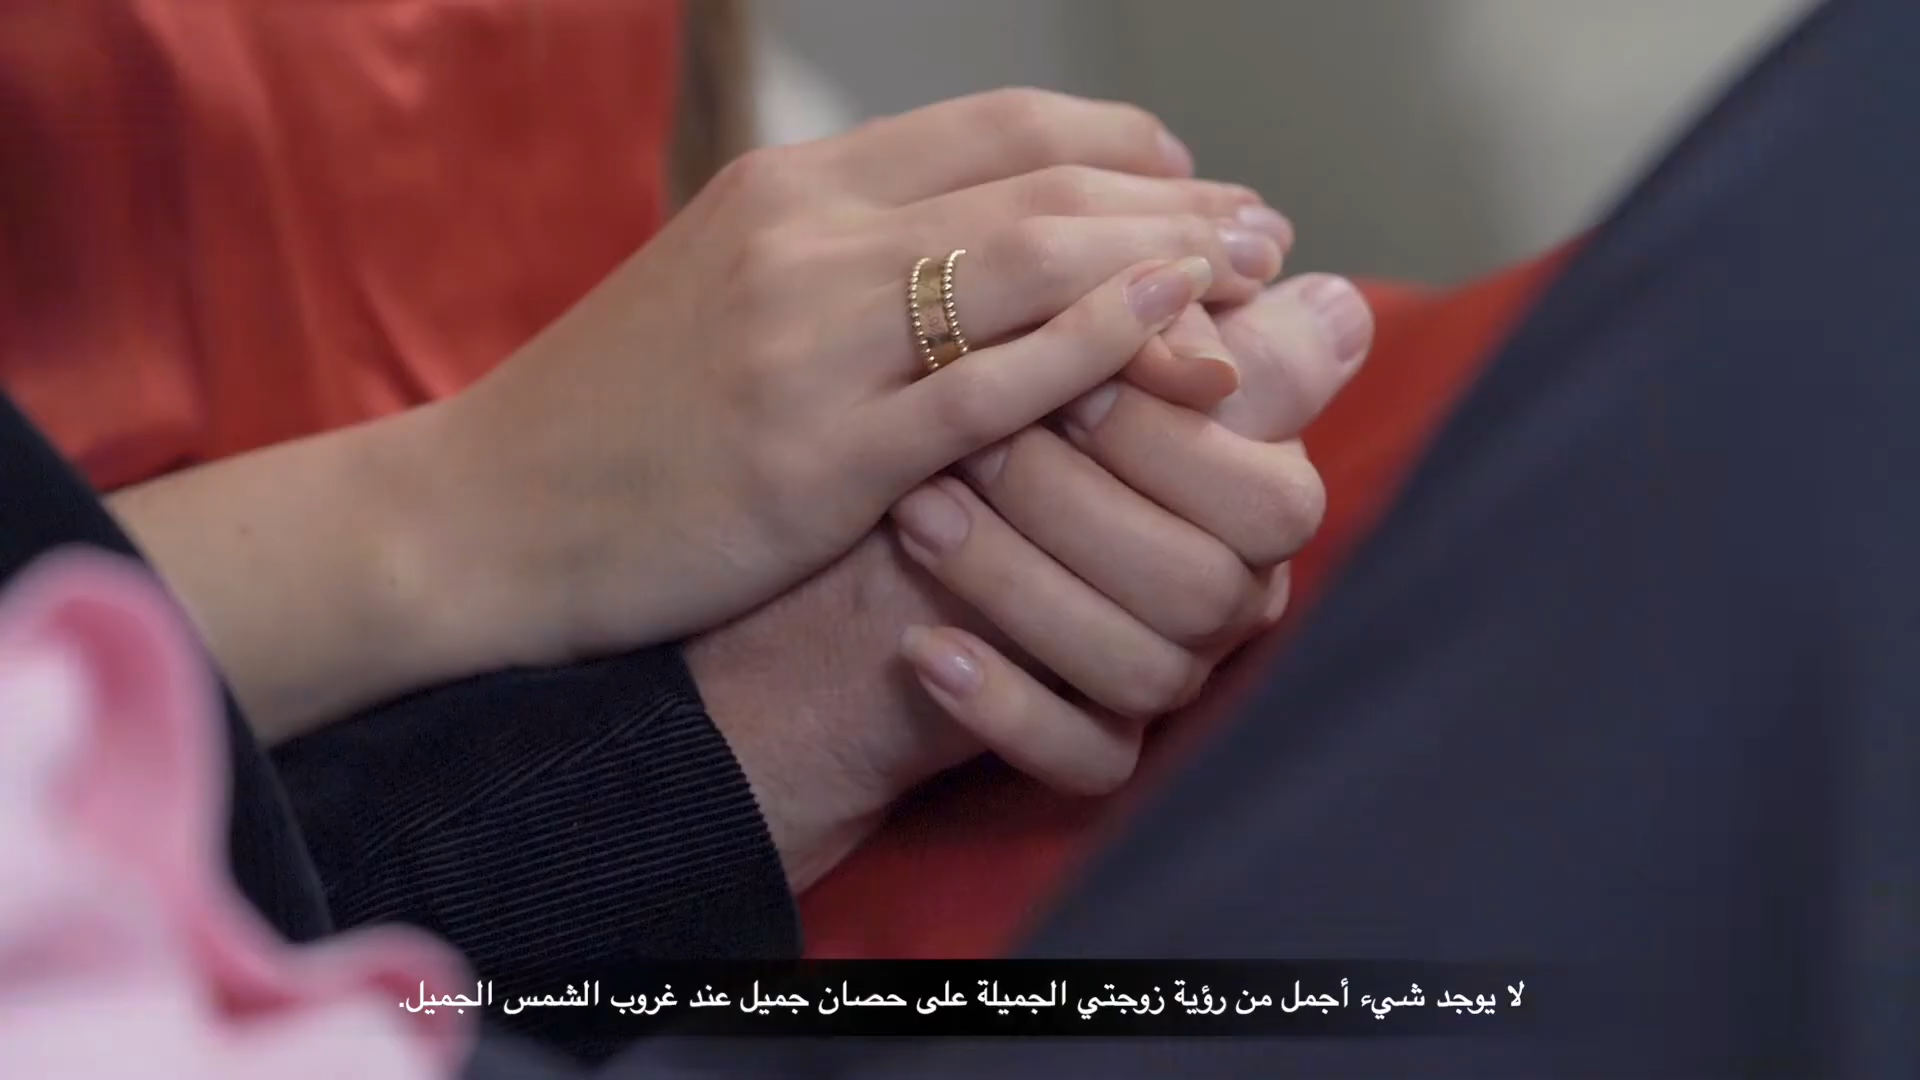 لا يوجد شيء أجمل من رؤية زوجتي الجميلة على حصان جميل عند غروب الشمس الجميل.